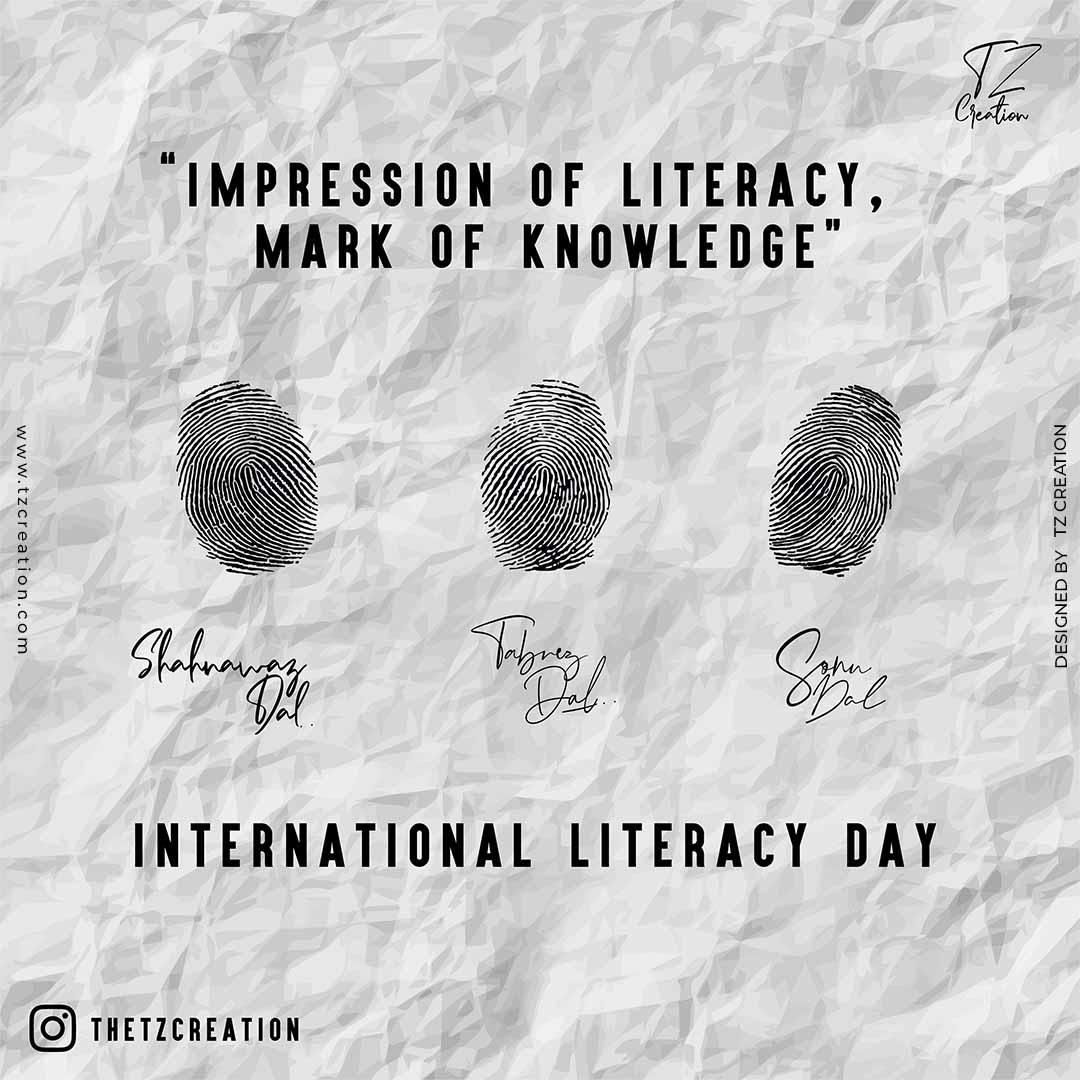 TZ
Creation
“IMPRESSION OF LITERACY,
MARK OF KNOWLEDGE”
www.tzcreation.com
DESIGNED BY TZ CREATION
Shahnawaz
Dal..
Tabrez
Dal..
Sonu
Dal
INTERNATIONAL LITERACY DAY
THETZCREATION